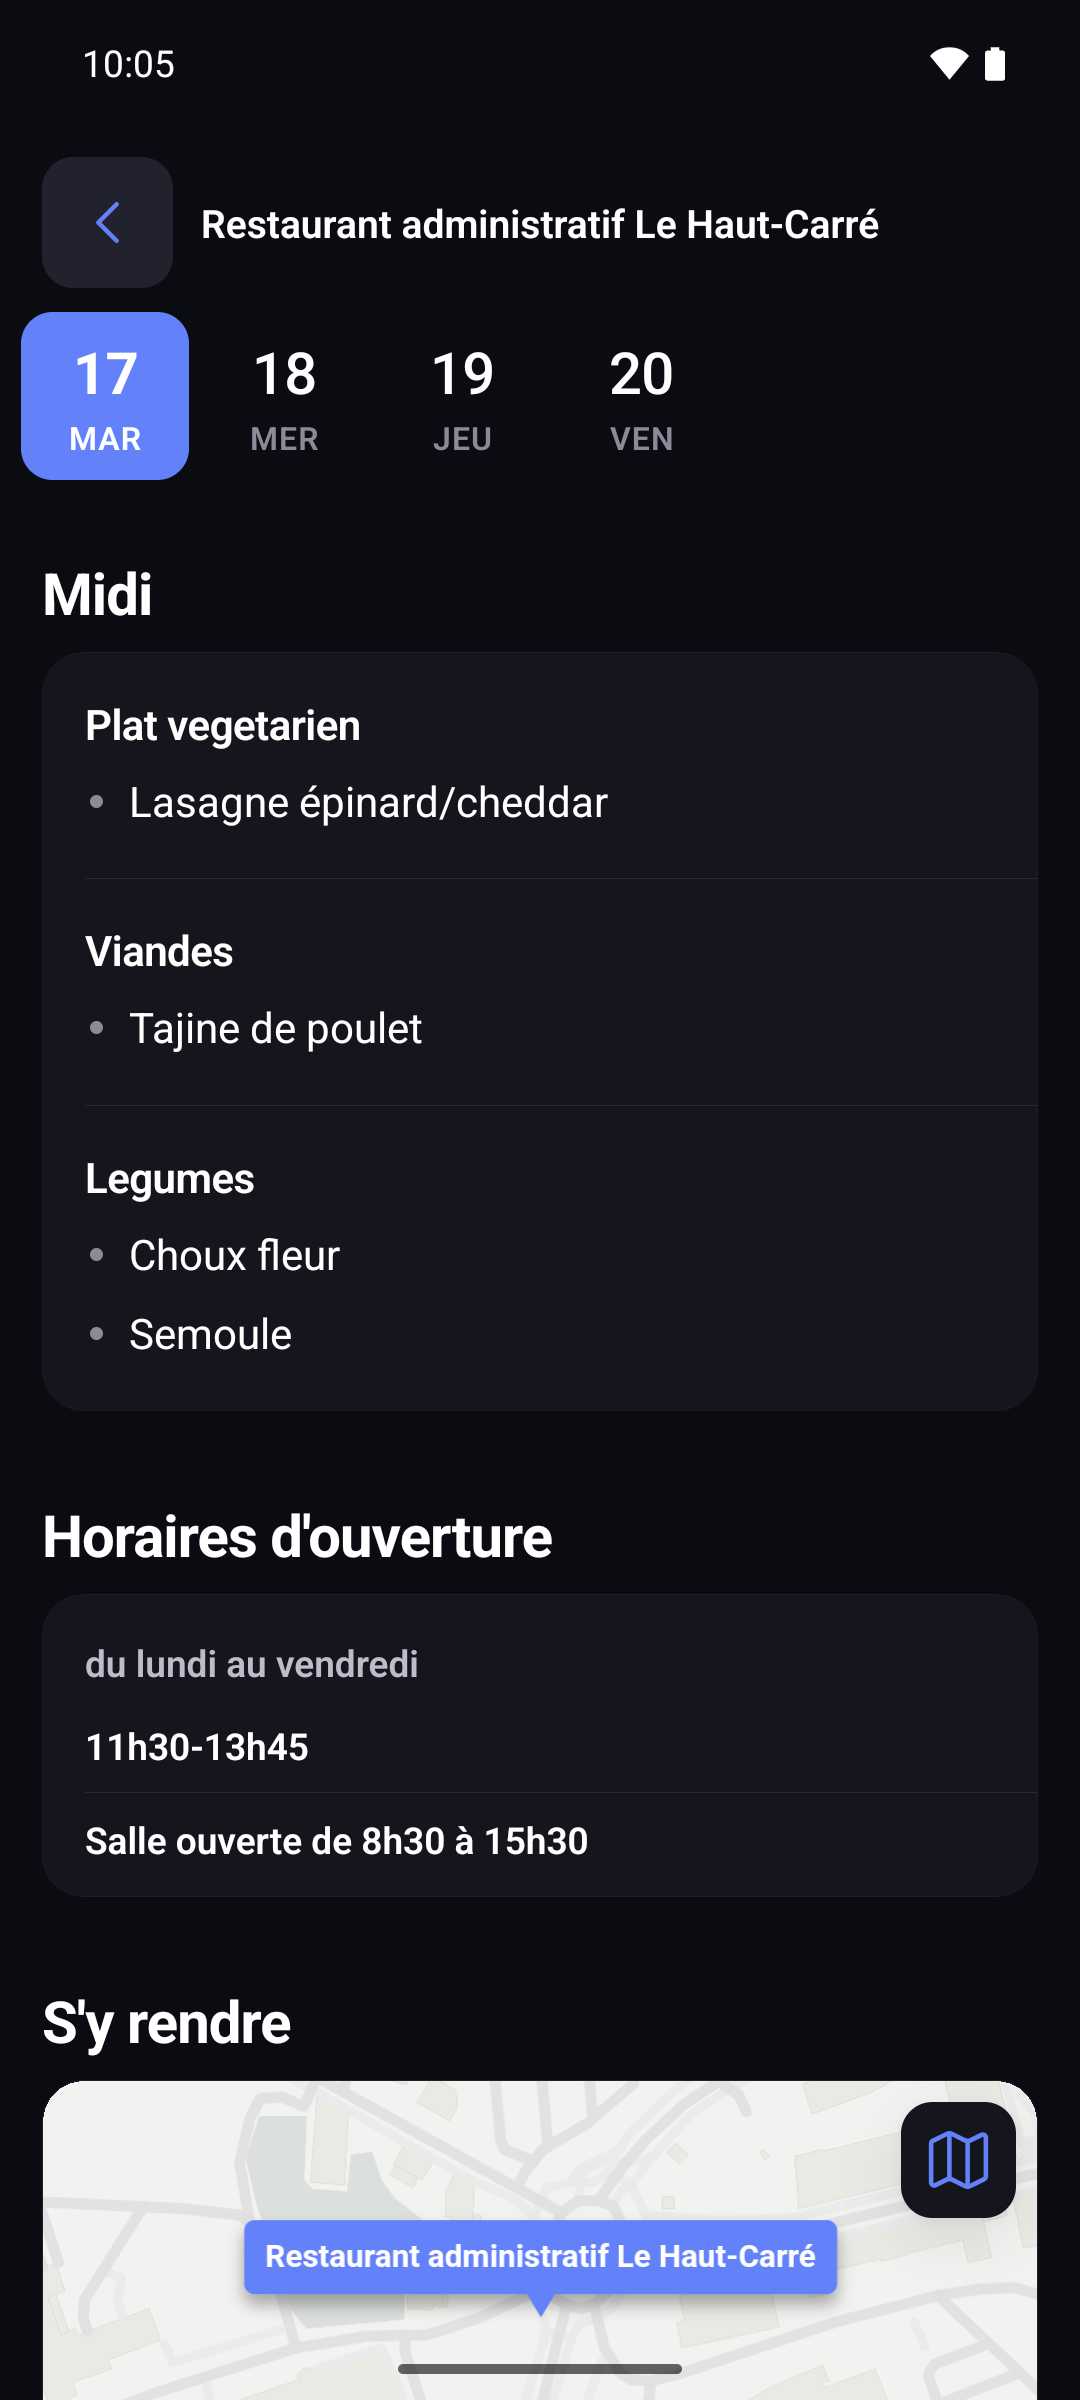 10:05
Restaurant administratif Le Haut-Carré
17 18 19 20
MAR MER JEU VEN
Midi
Plat vegetarien
Lasagne épinard/cheddar
Viandes
Tajine de poulet
Legumes
Choux fleur
Semoule
Horaires d'ouverture
du lundi au vendredi
11h30-13h45
Salle ouverte de 8h30 à 15h30
S'y rendre
Restaurant administratif Le Haut-Carré